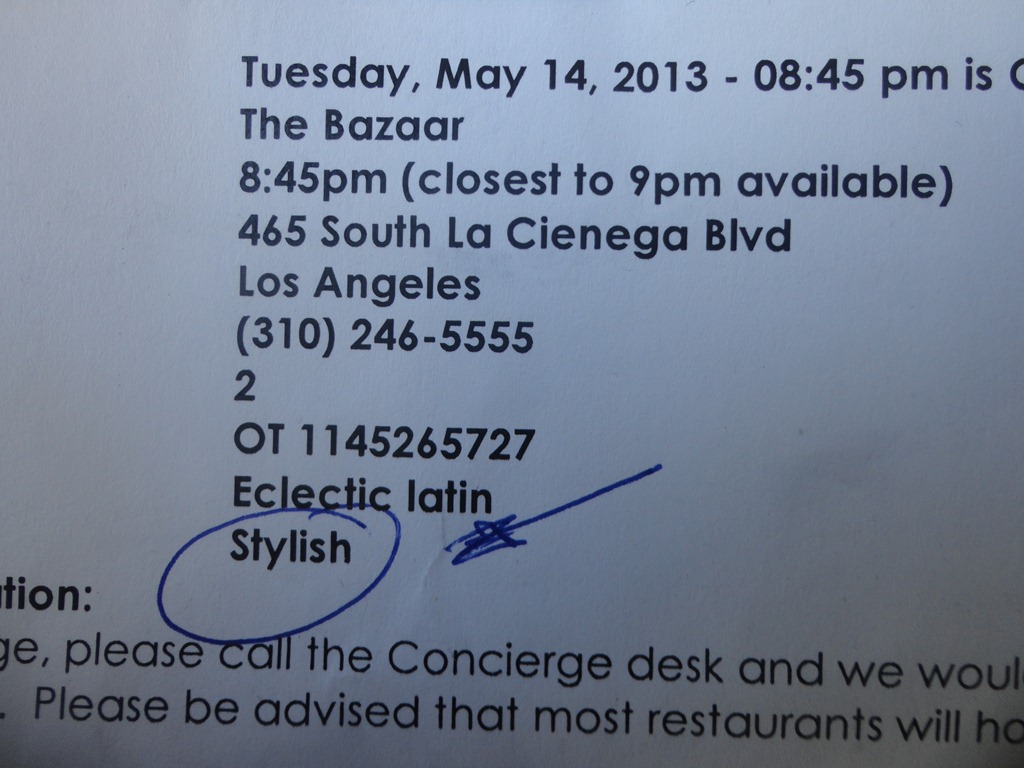 Tuesday, May 14, 2013 - 08:45 pm is
The Bazaar
8:45pm (closest to 9pm available)
465 South La Cienega Blvd
Los Angeles
(310) 246-5555
2
OT 1145265727
Eclectic latin
Stylish
tion:
ge, please call the Concierge desk and we woul
. Please be advised that most restaurants will ho